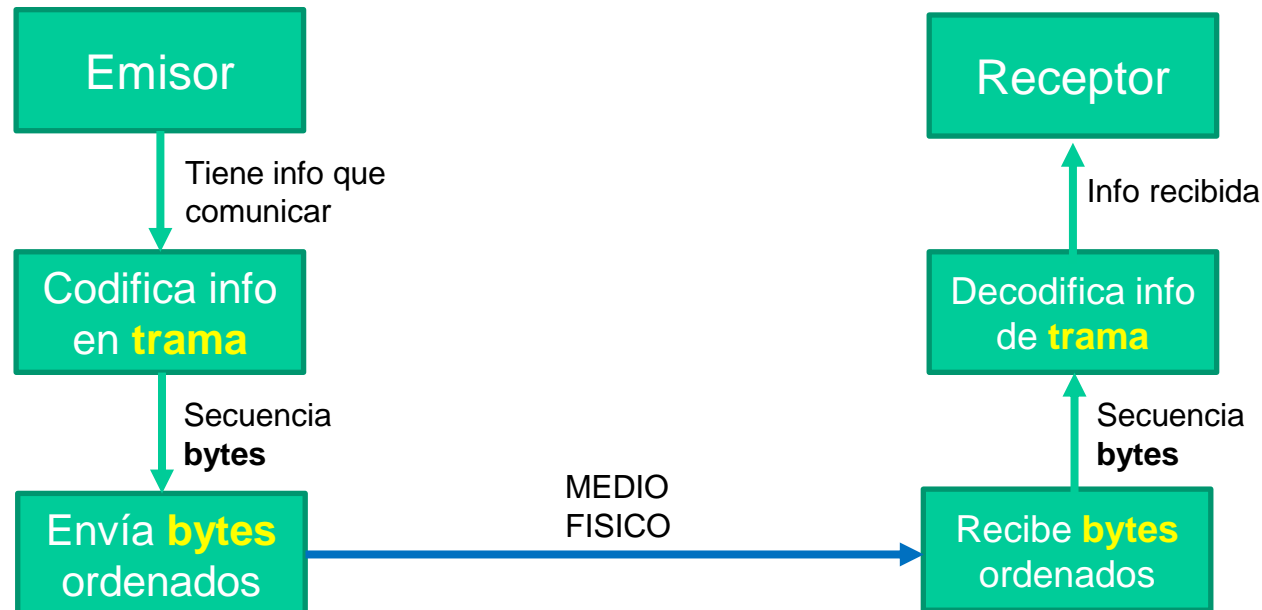 Emisor
Tiene info que
comunicar
Codifica info
en trama
Secuencia
bytes
Envía bytes
ordenados
MEDIO
FISICO
Receptor
Info recibida
Decodifica info
de trama
Secuencia
bytes
Recibe bytes
ordenados